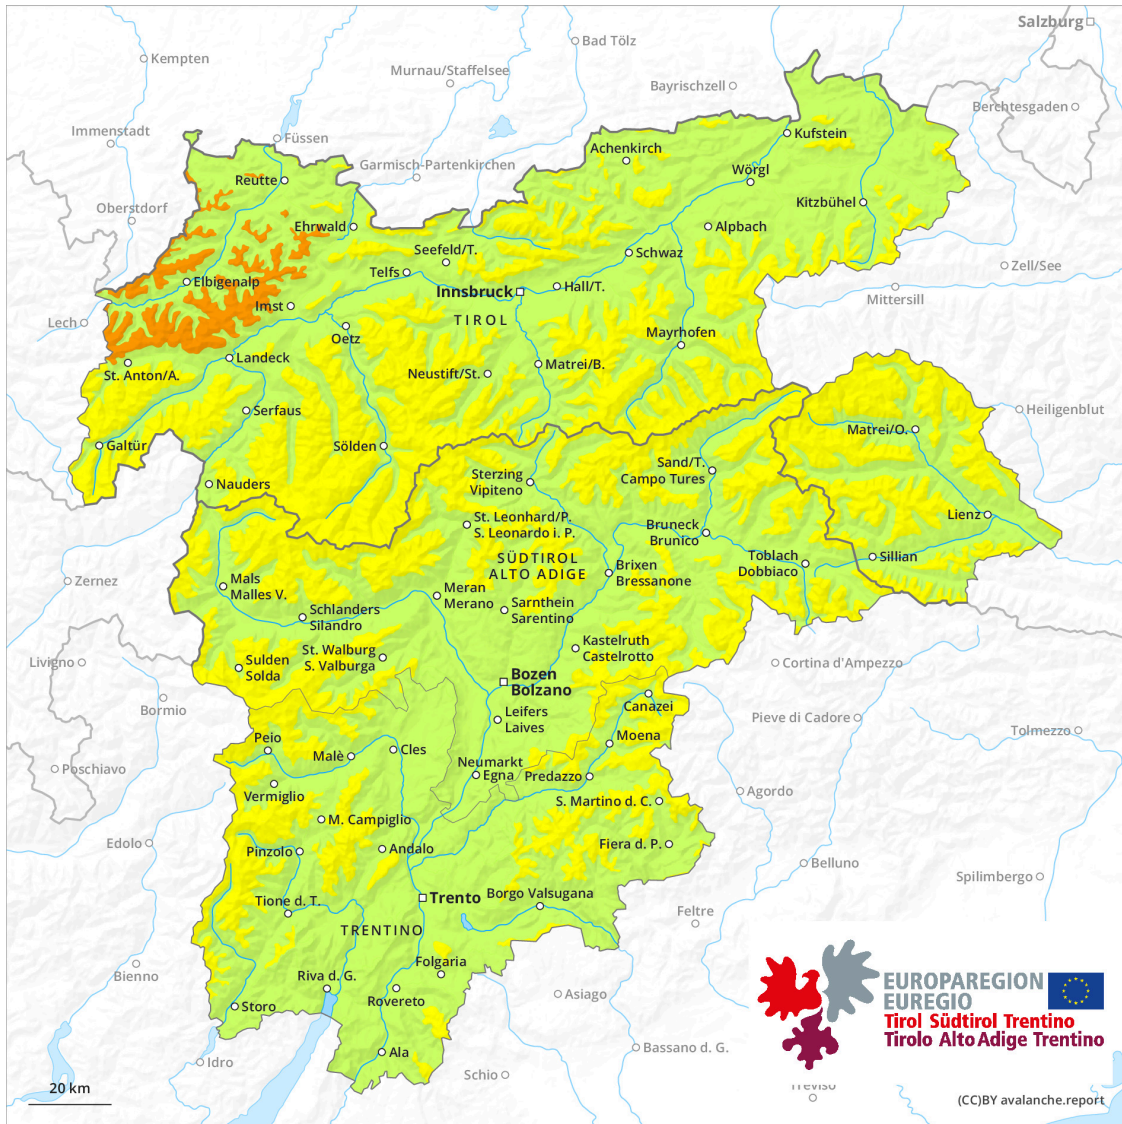 Salzburg
Bad Tölz
Kempten
Murnau/Staffelsee
Bayrischzell
Berchtesgaden
Immenstadt
Füssen
Kufstein
Achenkirch
Garmisch-Partenkirchen
Wörgl
Reutte
Oberstdorf
Kitzbühel
Ehrwald
Alpbach
Seefeld/T.
Schwaz
Telfs
Zell/See
Elbigenalp
Hall/T.
Innsbruck
Mittersill
Imst
TIROL
Lech
Mayrhofen
Oetz
Landeck
Matrei/B.
St. Anton/A.
Neustift/St.
Serfaus
Heiligenblut
Matrei/O.
Galtür
Sölden
Sand/T.
Campo Tures
Sterzing
Vipiteno
Nauders
Lienz
St. Leonhard/P.
S. Leonardo i. P.
Bruneck
Brunico
SÜDTIROL
ALTO ADIGE
Toblach
Dobbiaco
Sillian
Brixen
Bressanone
Zernez
Mals
Malles V.
Meran
Merano
Sarnthein
Sarentino
Schlanders
Silandro
Kastelruth
Castelrotto
St. Walburg
S. Valburga
Livigno
Sulden
Solda
Cortina d'Ampezzo
Bozen
Bolzano
Bormio
Canazei
Leifers
Laives
Pieve di Cadore
Tolmezzo
Moena
Peio
Cles
Malè
Neumarkt
Egna
Predazzo
Poschiavo
Vermiglio
Agordo
S. Martino d. C.
M. Campiglio
Edolo
Pinzolo
Andalo
Fiera d. P.
Belluno
Spilimbergo
Trento
Borgo Valsugana
Tione d. T.
Feltre
TRENTINO
Folgaria
Bienno
Riva d. G.
Rovereto
Asiago
Storo
EUROPAREGION
EUREGIO
Tirol Südtirol Trentino
Tirolo Alto Adige Trentino
Ala
Bassano d. G.
Idro
Schio
Treviso
20 km
(CC)BY avalanche.report